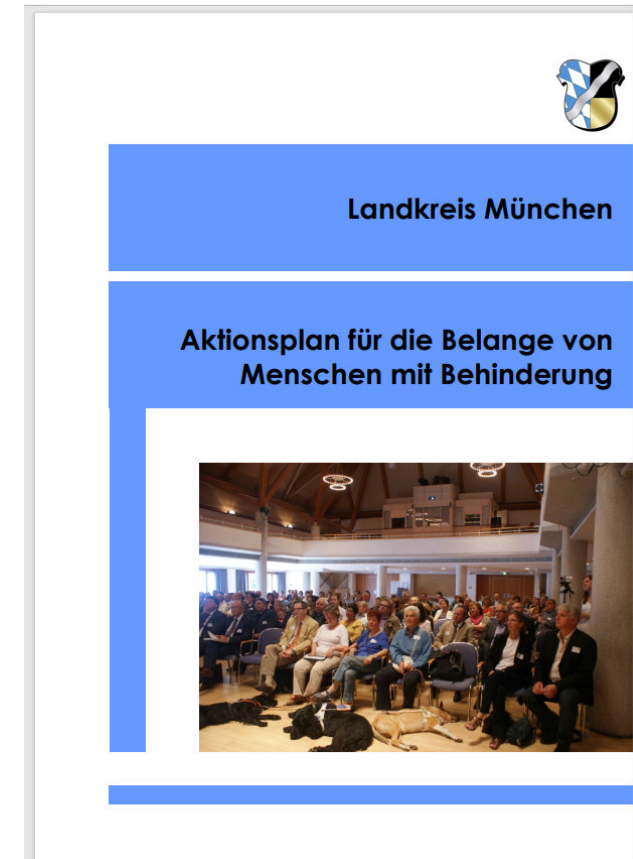 Landkreis München
Aktionsplan für die Belange von
Menschen mit Behinderung